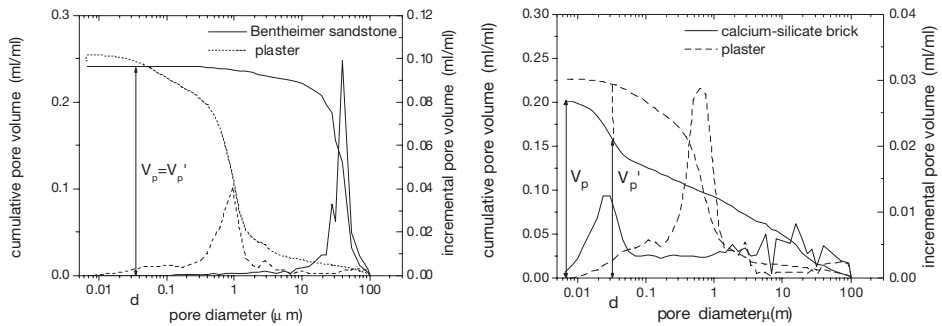 0.3
0.2
0.1
0.0
cumulative pore volume (ml/ml)
0.12
0.10
0.08
0.06
0.04
0.02
0.00
incremental pore volume (ml/ml)
Bentheimer sandstone
plaster
V_p=V_p'
0.01 0.1 1 10 100
d
pore diameter (μ m)
0.30
0.25
0.20
0.15
0.10
0.05
0.00
cumulative pore volume (ml/ml)
0.04
0.03
0.02
0.01
0.00
incremental pore volume (ml/ml)
calcium-silicate brick
plaster
V_p
V_p'
0.01 0.1 1 10 100
d
pore diameterμ(m)